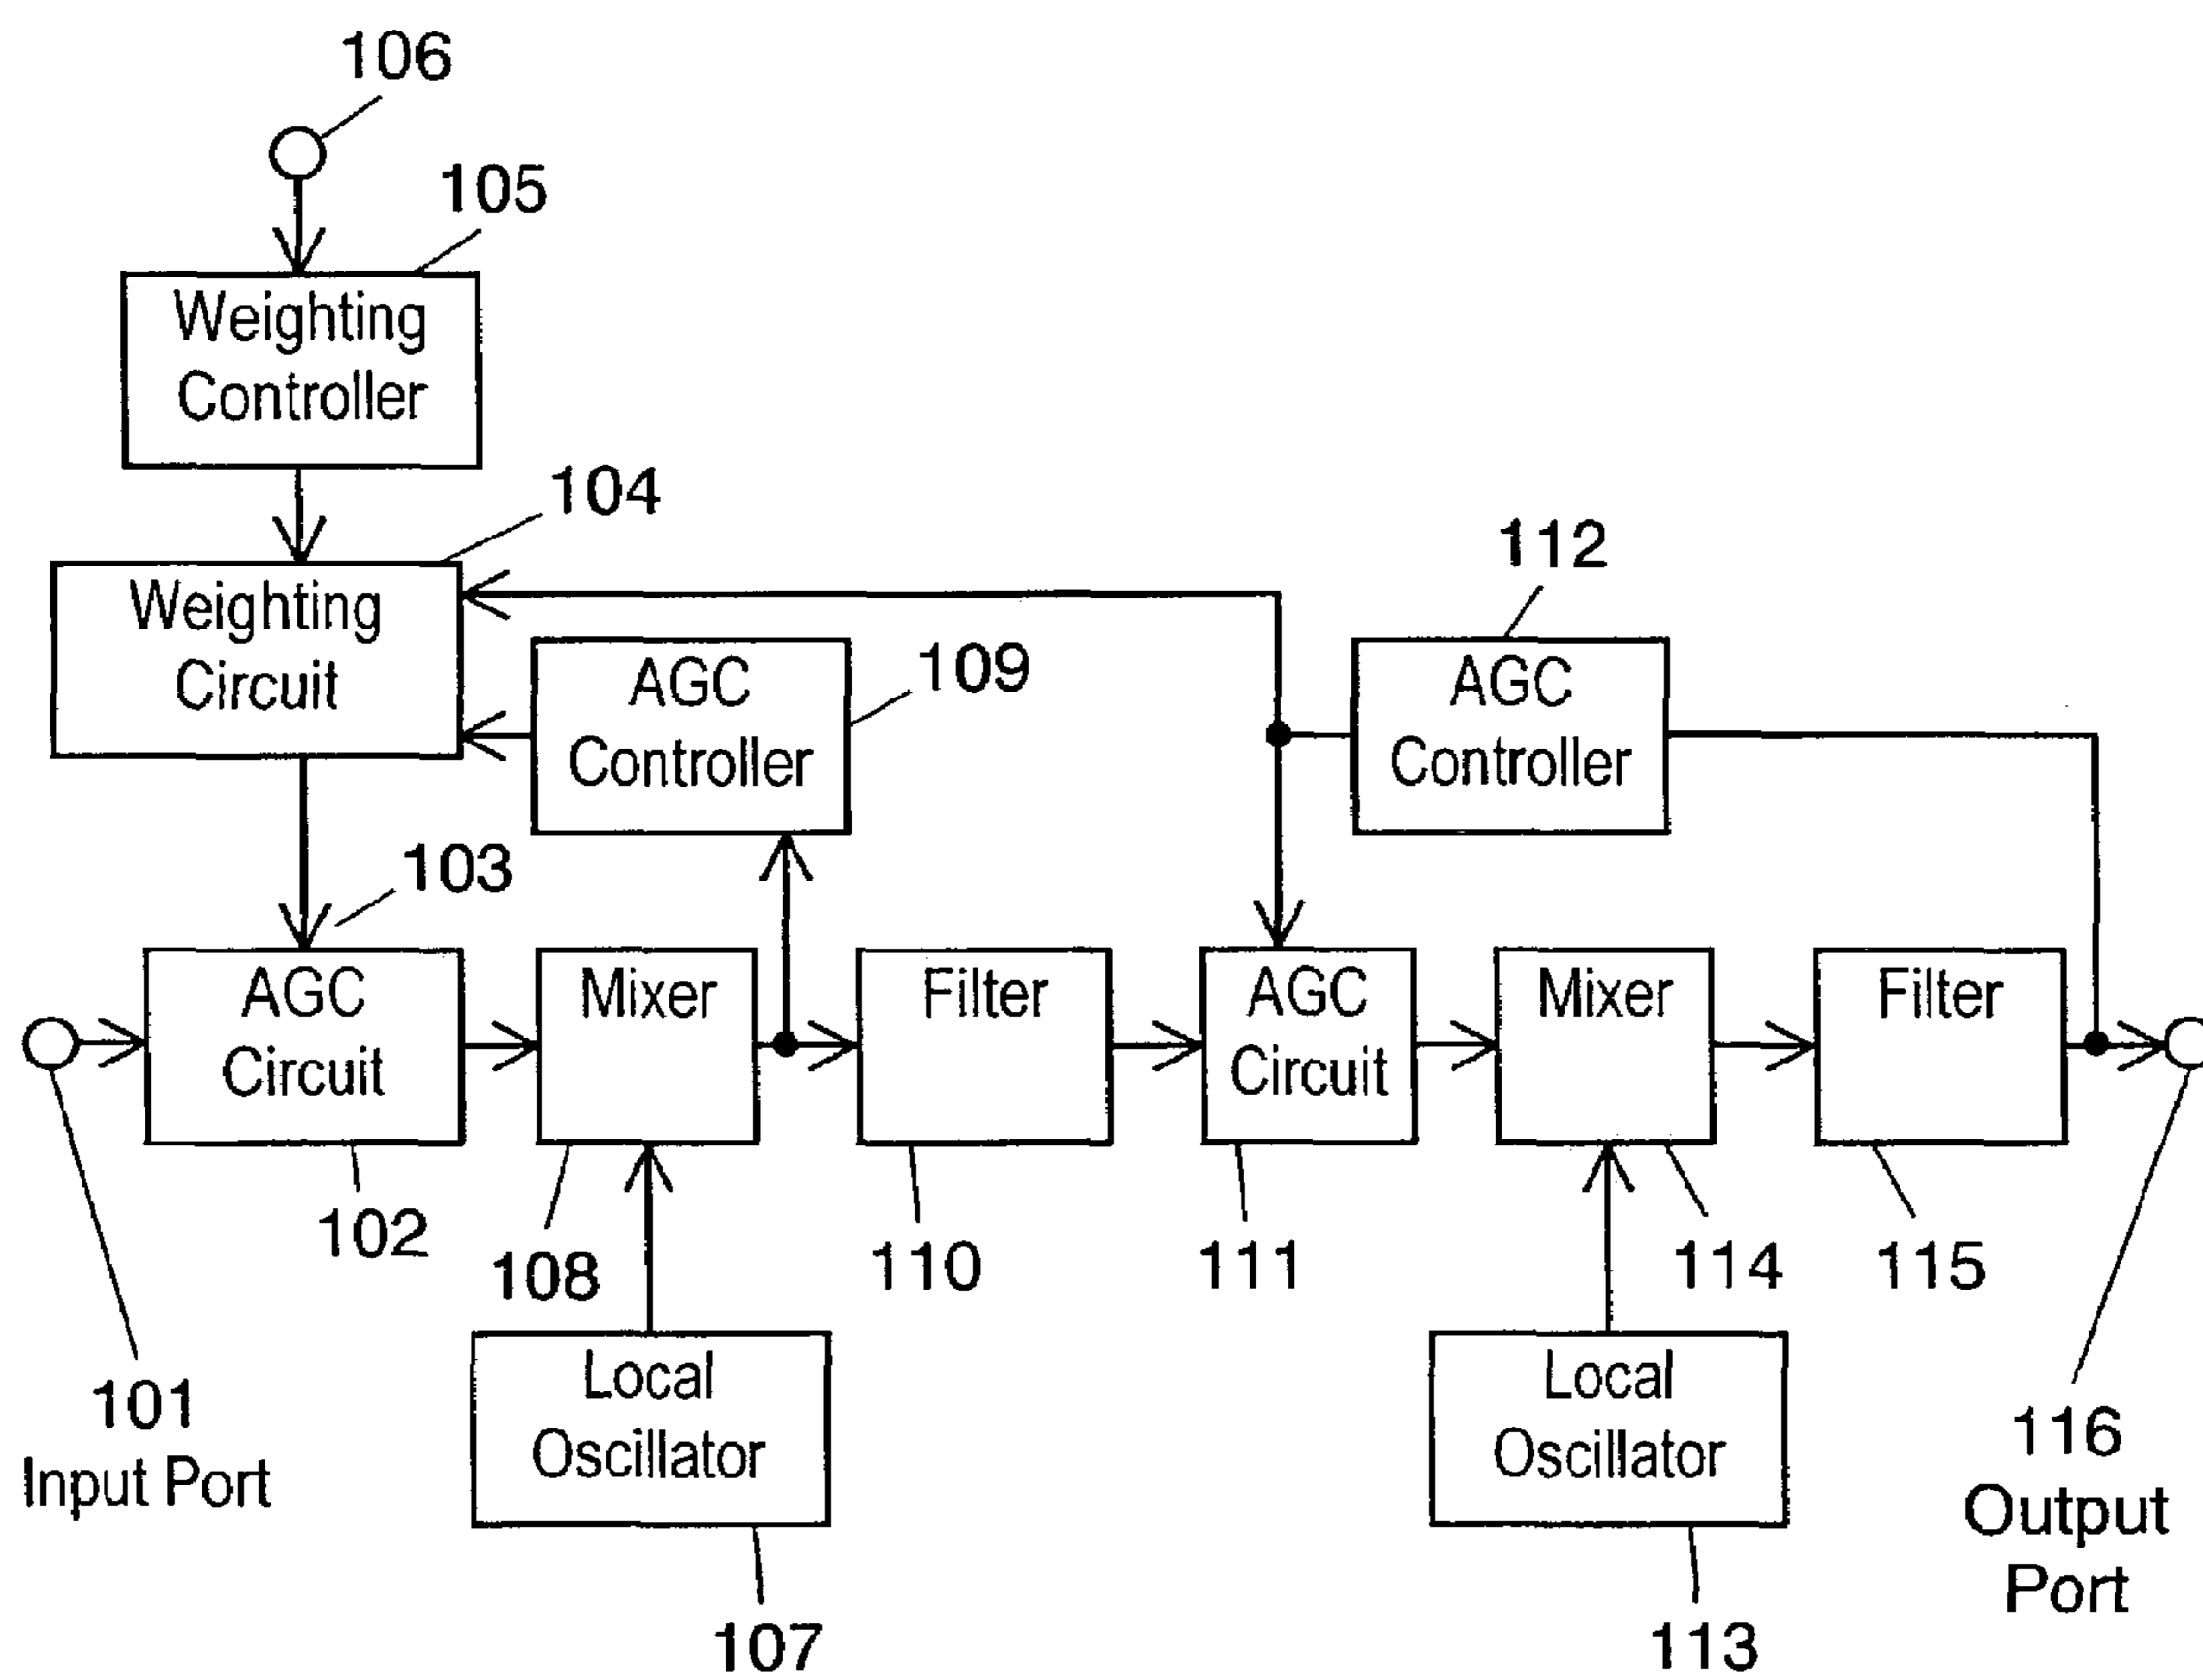 106
105
Weighting
Controller
104
Weighting
Circuit
112
AGC
Controller
109
AGC
Controller
103
AGC
Circuit
Mixer
Filter
AGC
Circuit
Mixer
Filter
102
108
110
111
114
115
101
Input Port
Local
Oscillator
Local
Oscillator
116
Output
Port
107
113